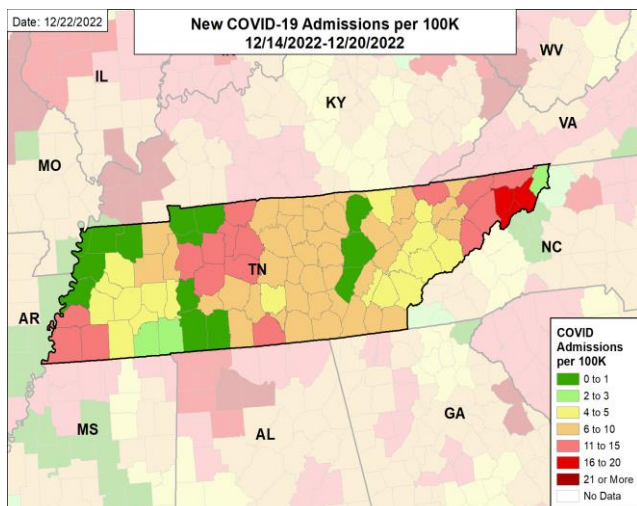 Date: 12/22/2022
New COVID-19 Admissions per 100K
12/14/2022-12/20/2022
IN
WV
IL
KY
VA
MO
TN
NC
AR
MS
AL
GA
COVID
Admissions
per 100K
0 to 1
2 to 3
4 to 5
6 to 10
11 to 15
16 to 20
21 or More
No Data